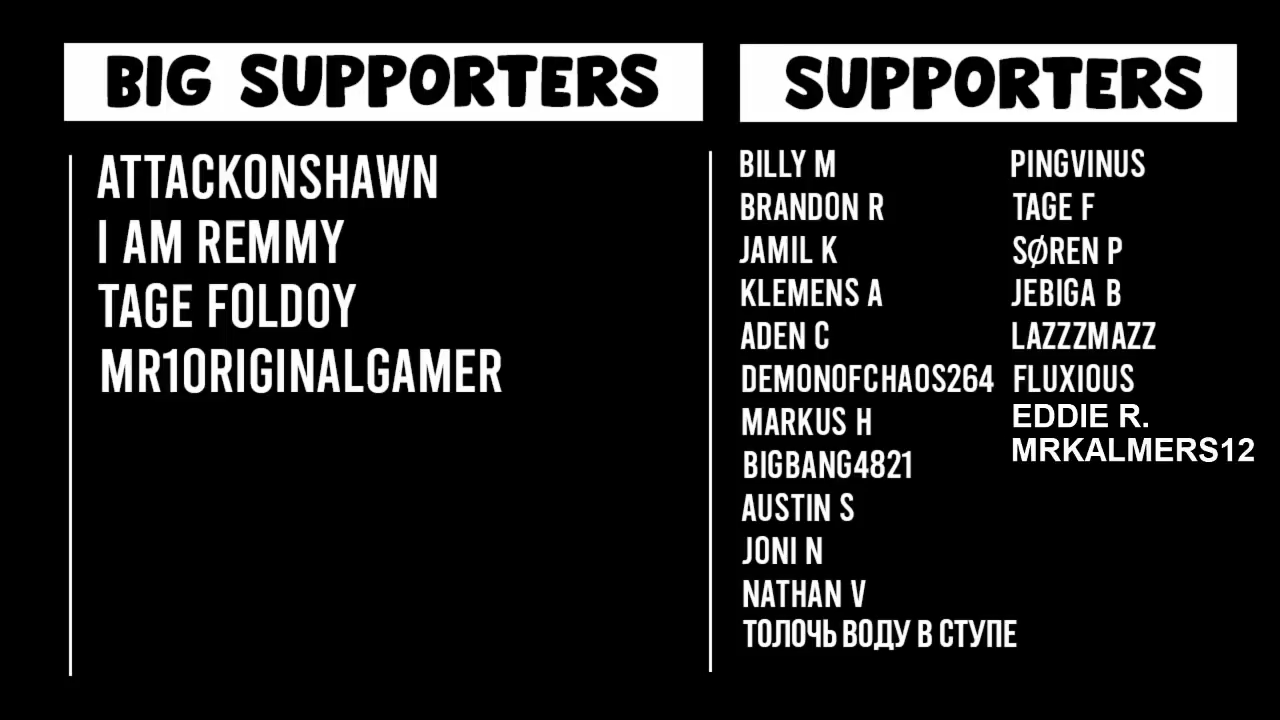 BIG SUPPORTERS
ATTACKONSHAWN
I AM REMMY
TAGE FOLDOY
MR1ORIGINALGAMER
SUPPORTERS
BILLY M
BRANDON R
JAMIL K
KLEMENS A
ADEN C
DEMONOFCHAOS264
MARKUS H
BIGBANG4821
AUSTIN S
JONI N
NATHAN V
ТОЛОЧЬ ВОДУ В СТУПЕ
PINGVINUS
TAGE F
SØREN P
JEBIGA B
LAZZZMAZZ
FLUXIOUS
EDDIE R.
MRKALMERS12